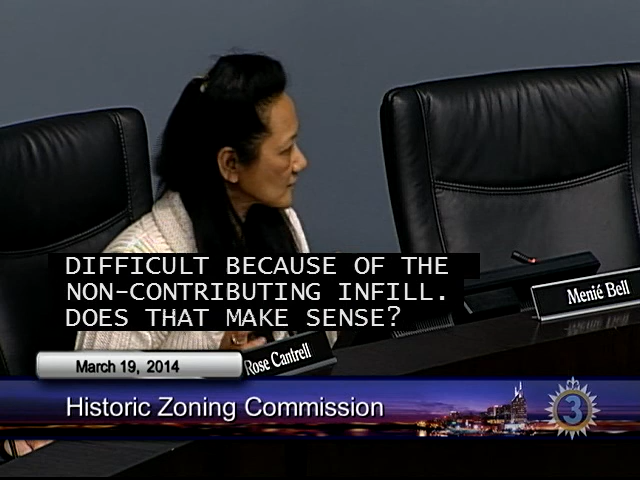 DIFFICULT BECAUSE OF THE
NON-CONTRIBUTING INFILL.
DOES THAT MAKE SENSE?
Menié Bell
Rose Cantrell
March 19, 2014
Historic Zoning Commission
3